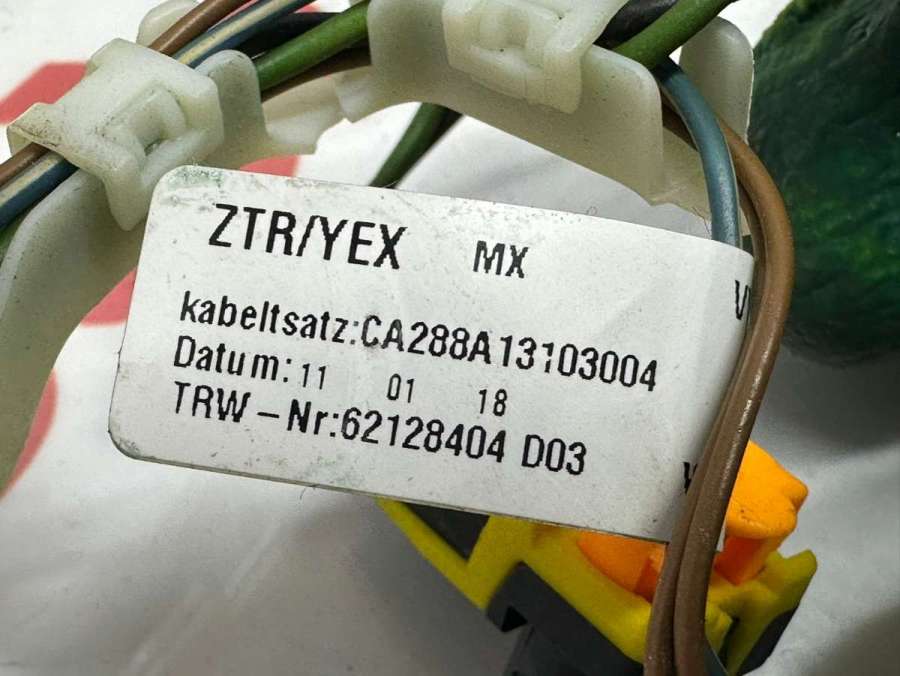 ZTR/YEX MX
kabeltsatz:CA288A13103004
Datum: 11 01 18
TRW-Nr:62128404 D03